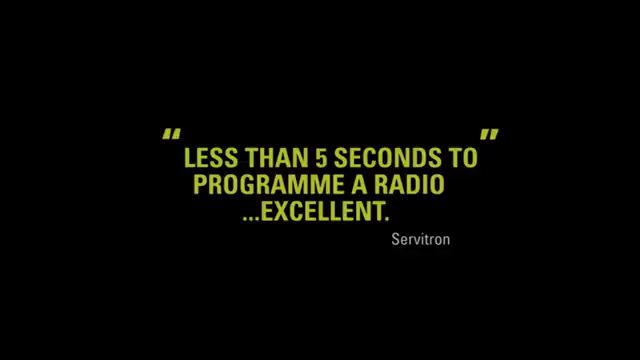 “LESS THAN 5 SECONDS TO”
PROGRAMME A RADIO
...EXCELLENT.
Servitron